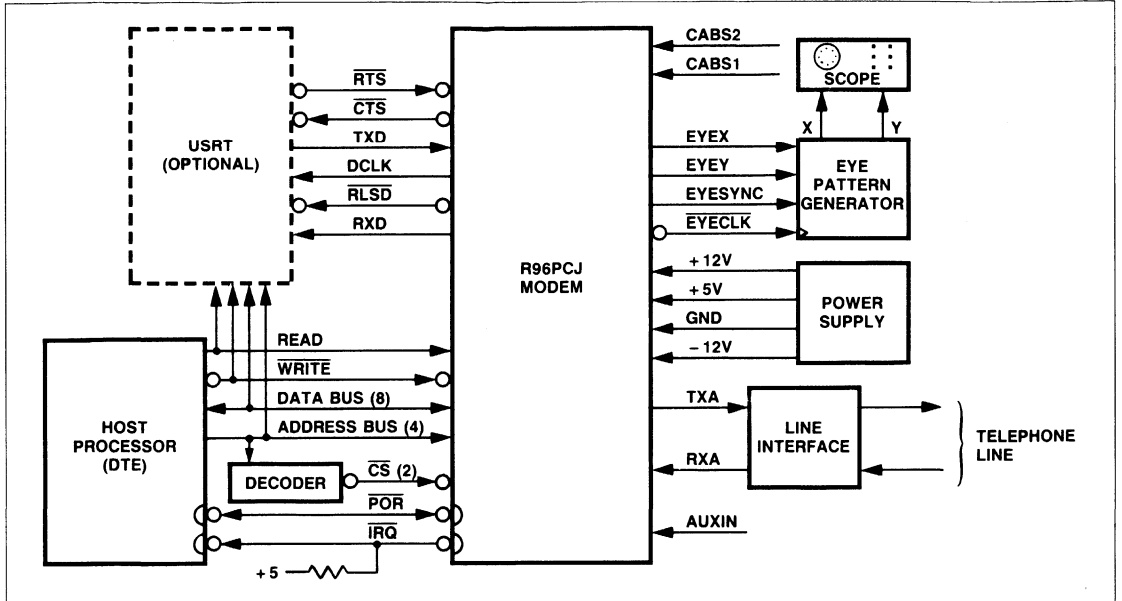 USRT
(OPTIONAL)
RTS
CTS
TXD
DCLK
RLSD
RXD
HOST
PROCESSOR
(DTE)
READ
WRITE
DATA BUS (8)
ADDRESS BUS (4)
DECODER
CS (2)
POR
IRQ
+5
R96PCJ
MODEM
CABS2
CABS1
SCOPE
X
Y
EYEX
EYEY
EYESYNC
EYECLK
EYE
PATTERN
GENERATOR
+12V
+5V
GND
-12V
POWER
SUPPLY
TXA
RXA
LINE
INTERFACE
TELEPHONE
LINE
AUXIN